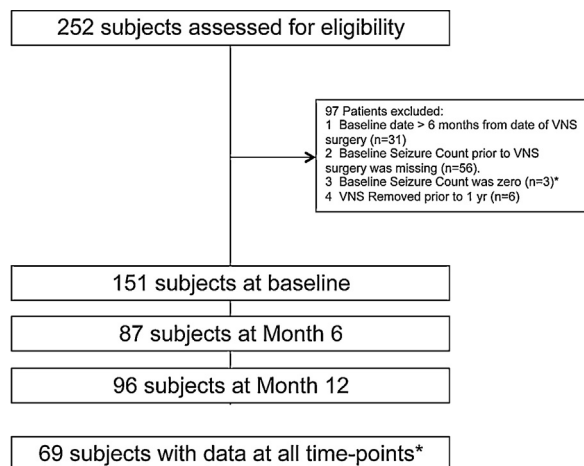 252 subjects assessed for eligibility
97 Patients excluded:
1 Baseline date > 6 months from date of VNS
surgery (n=31)
2 Baseline Seizure Count prior to VNS
surgery was missing (n=56).
3 Baseline Seizure Count was zero (n=3)*
4 VNS Removed prior to 1 yr (n=6)
151 subjects at baseline
87 subjects at Month 6
96 subjects at Month 12
69 subjects with data at all time-points*